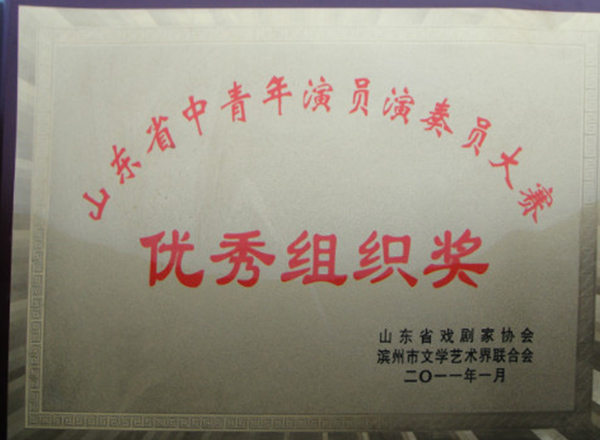 山东省中青年演员演奏员大赛
优秀组织奖
山东省戏剧家协会
滨州市文学艺术界联合会
二〇一一年一月